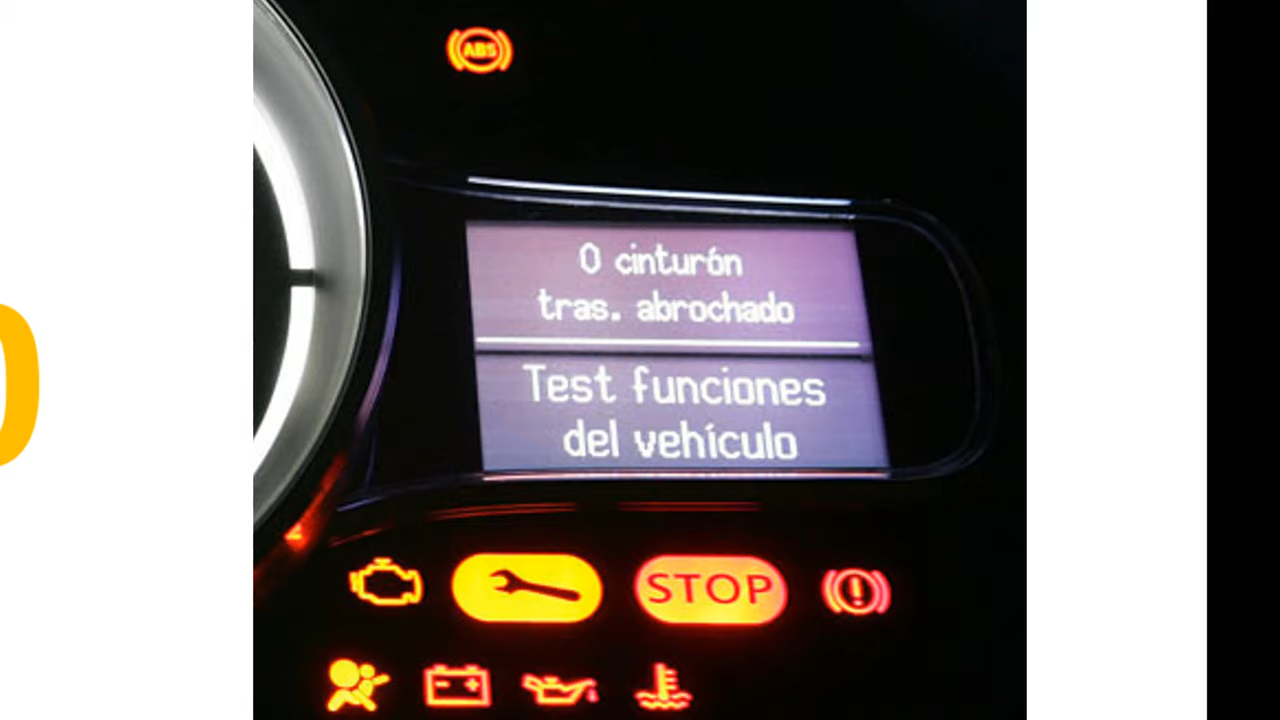 ABS
0 cinturón
tras. abrochado
Test funciones
del vehículo
STOP